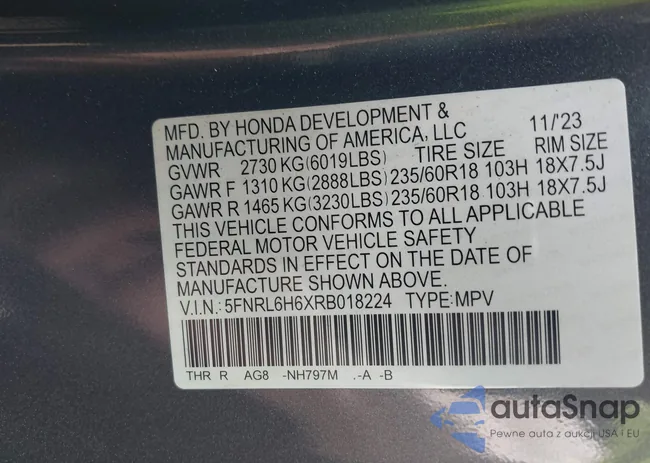 MFD. BY HONDA DEVELOPMENT &
MANUFACTURING OF AMERICA, LLC 11/'23
GVWR 2730 KG(6019LBS) TIRE SIZE RIM SIZE
GAWR F 1310 KG(2888LBS) 235/60R18 103H 18X7.5J
GAWR R 1465 KG(3230LBS) 235/60R18 103H 18X7.5J
THIS VEHICLE CONFORMS TO ALL APPLICABLE
FEDERAL MOTOR VEHICLE SAFETY
STANDARDS IN EFFECT ON THE DATE OF
MANUFACTURE SHOWN ABOVE.
V.I.N.: 5FNRL6H6XRB018224 TYPE:MPV
THR R AG8 -NH797M .-A -B
autaSnap
Pewne auta z aukcji USA i EU